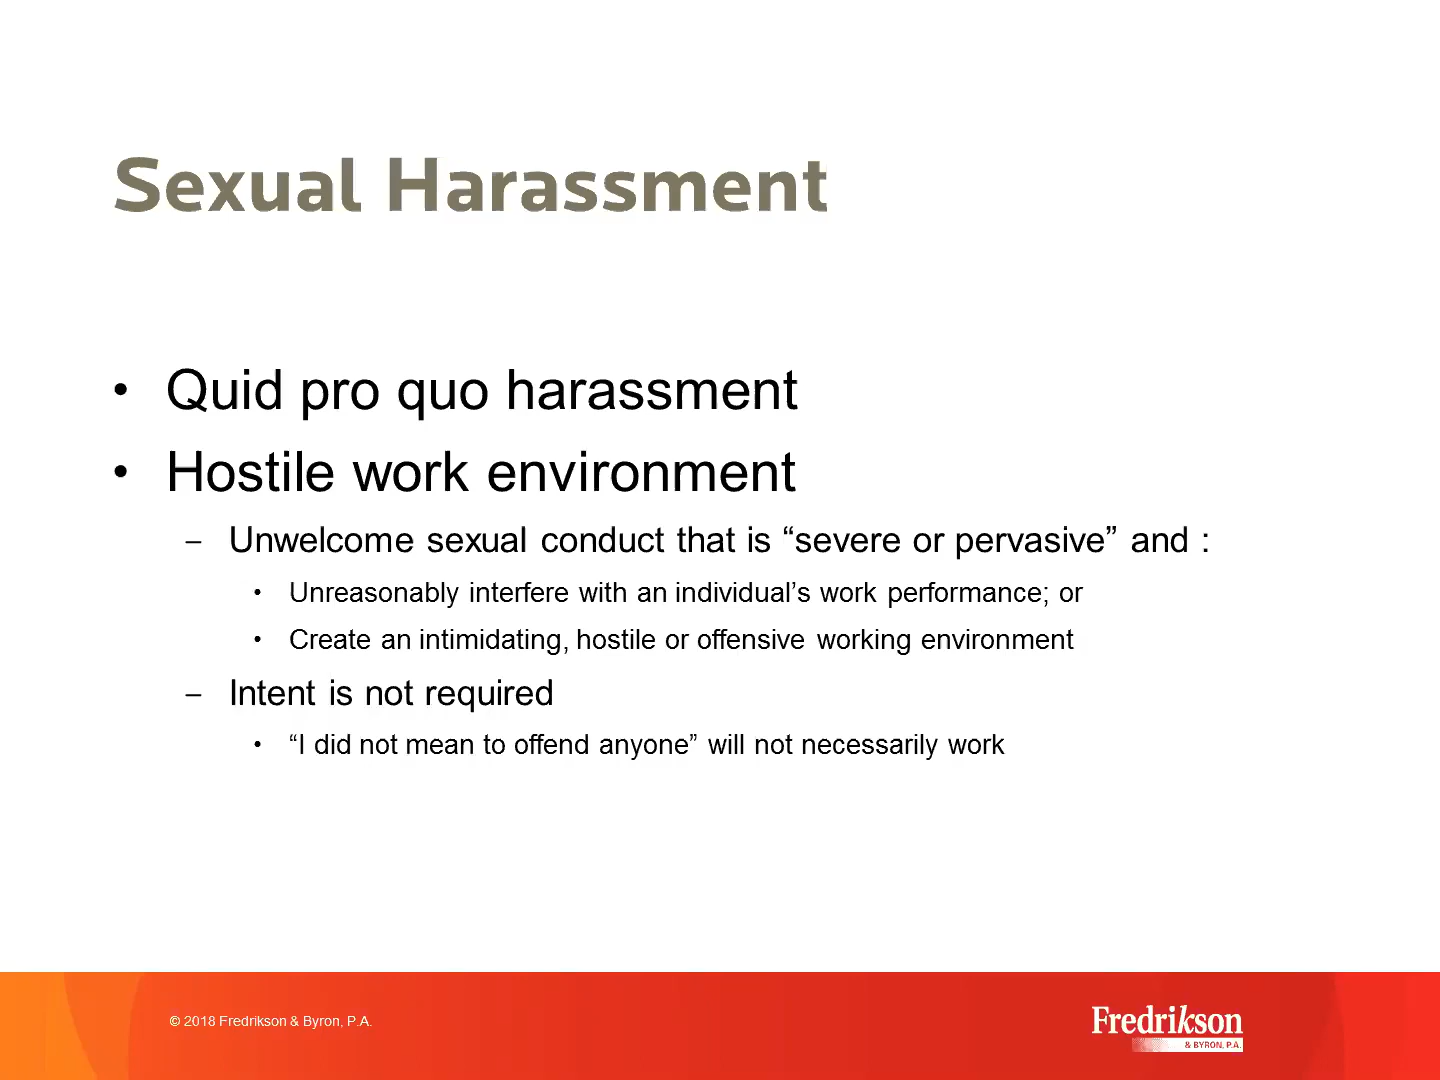 Sexual Harassment
• Quid pro quo harassment
• Hostile work environment
– Unwelcome sexual conduct that is “severe or pervasive” and :
• Unreasonably interfere with an individual’s work performance; or
• Create an intimidating, hostile or offensive working environment
– Intent is not required
• “I did not mean to offend anyone” will not necessarily work
© 2018 Fredrikson & Byron, P.A.
Fredrikson
& BYRON, P.A.